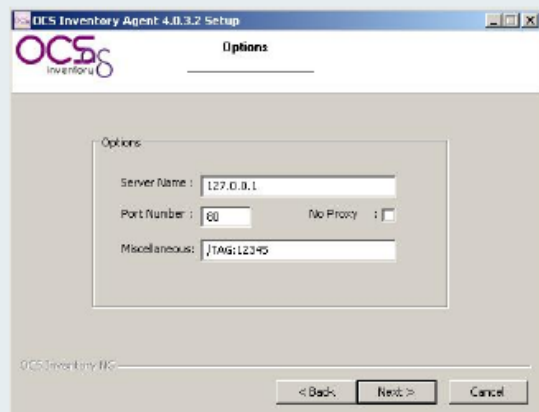 OCS Inventory Agent 4.0.3.2 Setup
OCS
inventory
Options
Options
Server Name : 127.0.0.1
Port Number : 80 No Proxy :
Miscellaneous: /TAG:12345
OCS Inventory NG
< Back Next > Cancel